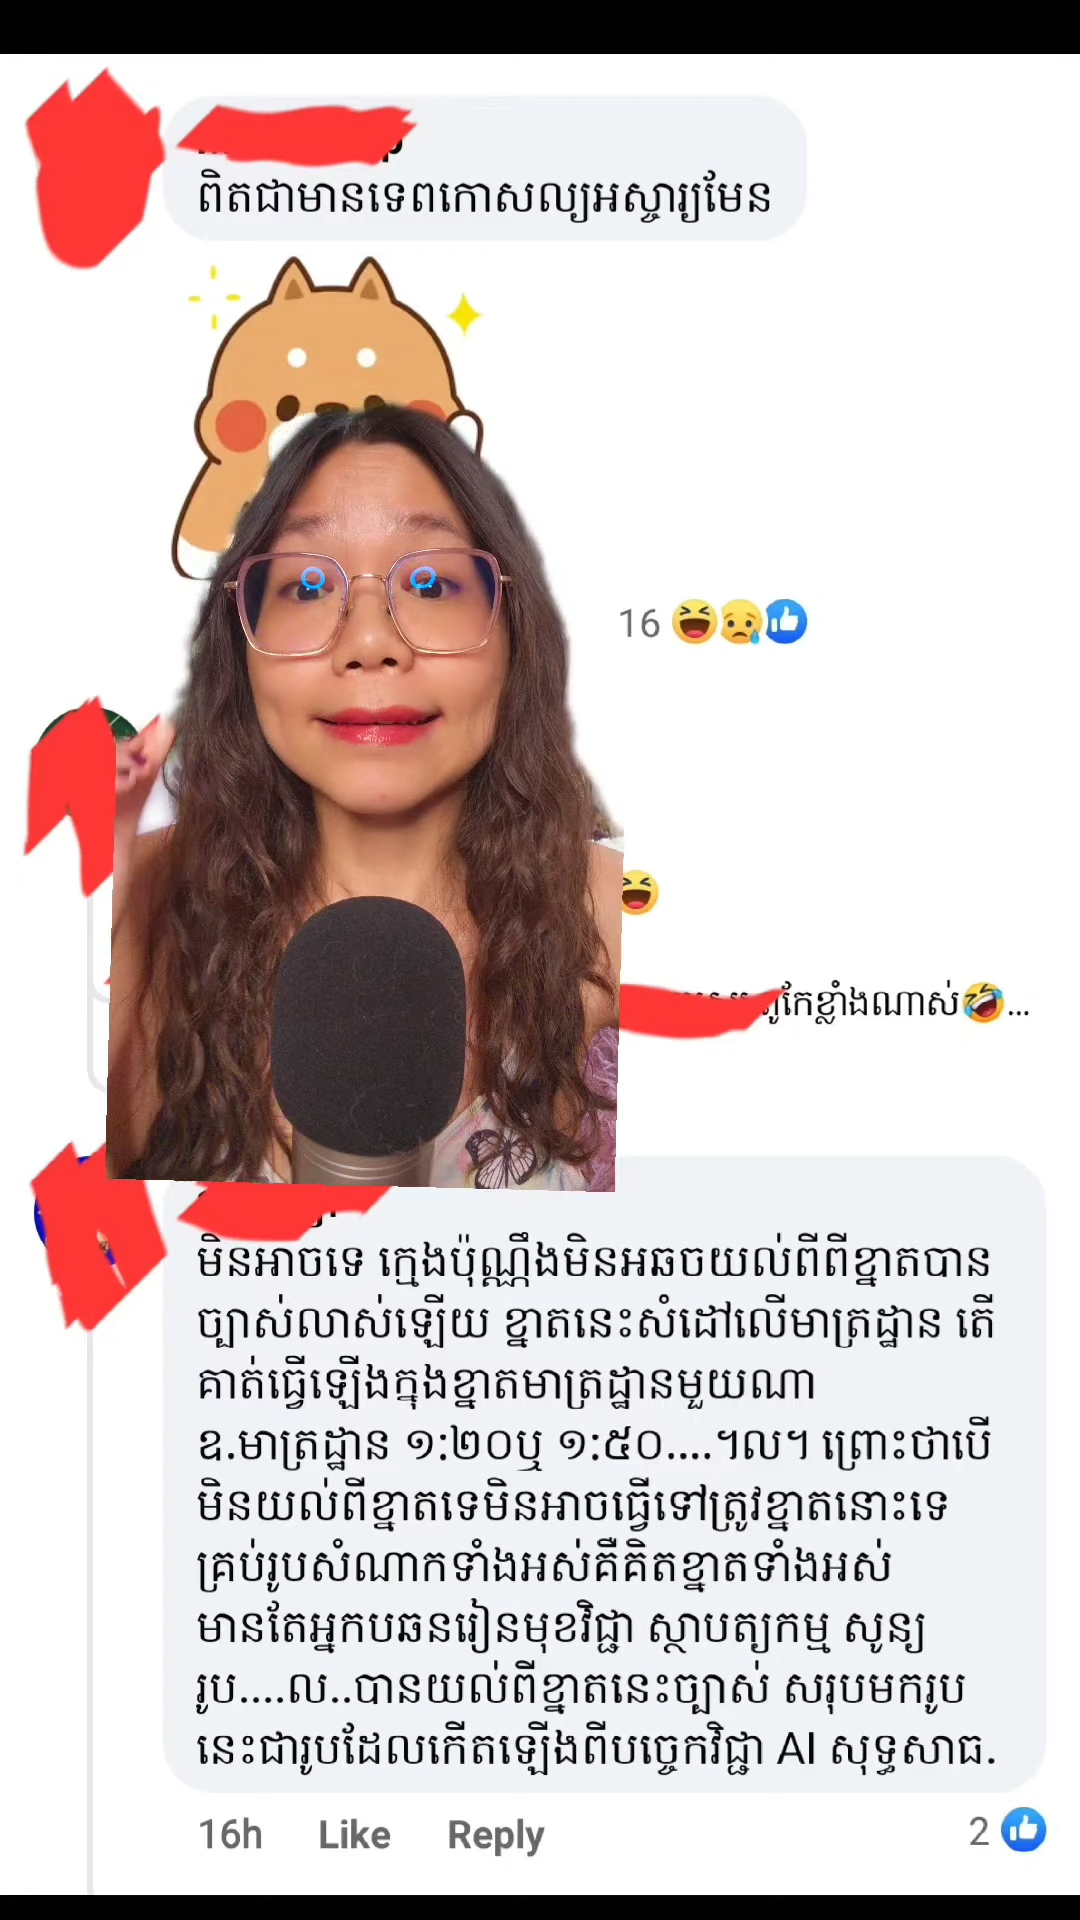 ពិតជាមានទេពកោសល្យអស្ចារ្យមែន
16
កែខ្លាំងណាស់🤣...
មិនអាចទេ ក្មេងប៉ុណ្ណឹងមិនអឆចយល់ពីពីខ្នាតបាន
ច្បាស់លាស់ឡើយ ខ្នាតនេះសំដៅលើមាត្រដ្ឋាន តើ
គាត់ធ្វើឡើងក្នុងខ្នាតមាត្រដ្ឋានមួយណា
ឧ.មាត្រដ្ឋាន ១:២០ឬ ១:៥០....។ល។ ព្រោះថាបើ
មិនយល់ពីខ្នាតទេមិនអាចធ្វើទៅត្រូវខ្នាតនោះទេ
គ្រប់រូបសំណាកទាំងអស់គឺគិតខ្នាតទាំងអស់
មានតែអ្នកបឆនរៀនមុខវិជ្ជា ស្ថាបត្យកម្ម សូន្យ
រូប....ល..បានយល់ពីខ្នាតនេះច្បាស់ សរុបមករូប
នេះជារូបដែលកើតឡើងពីបច្ចេកវិជ្ជា AI សុទ្ធសាធ.
16h Like Reply 2